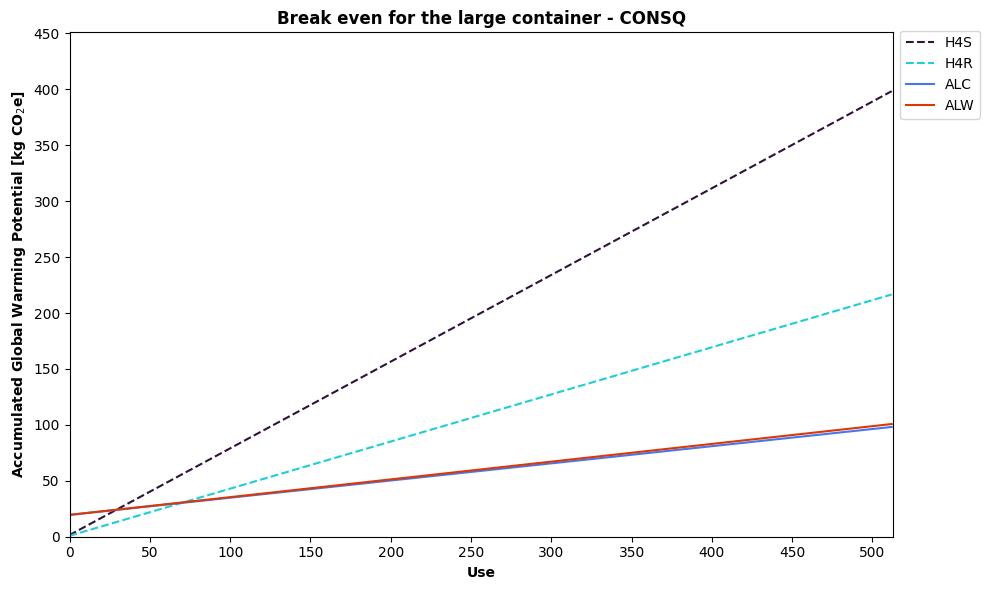 Break even for the large container - CONSQ
Accumulated Global Warming Potential [kg CO₂e]
450
400
350
300
250
200
150
100
50
0
0 50 100 150 200 250 300 350 400 450 500
Use
H4S
H4R
ALC
ALW